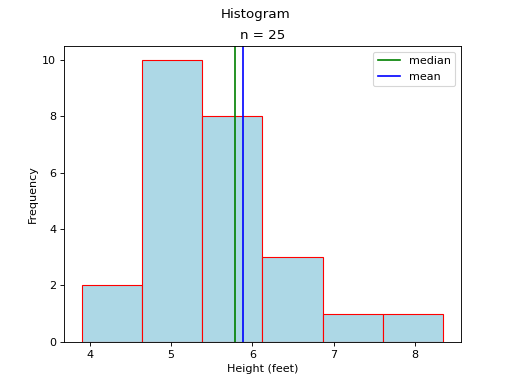 Histogram
n = 25
median
mean
10
8
6
4
2
0
Frequency
4 5 6 7 8
Height (feet)